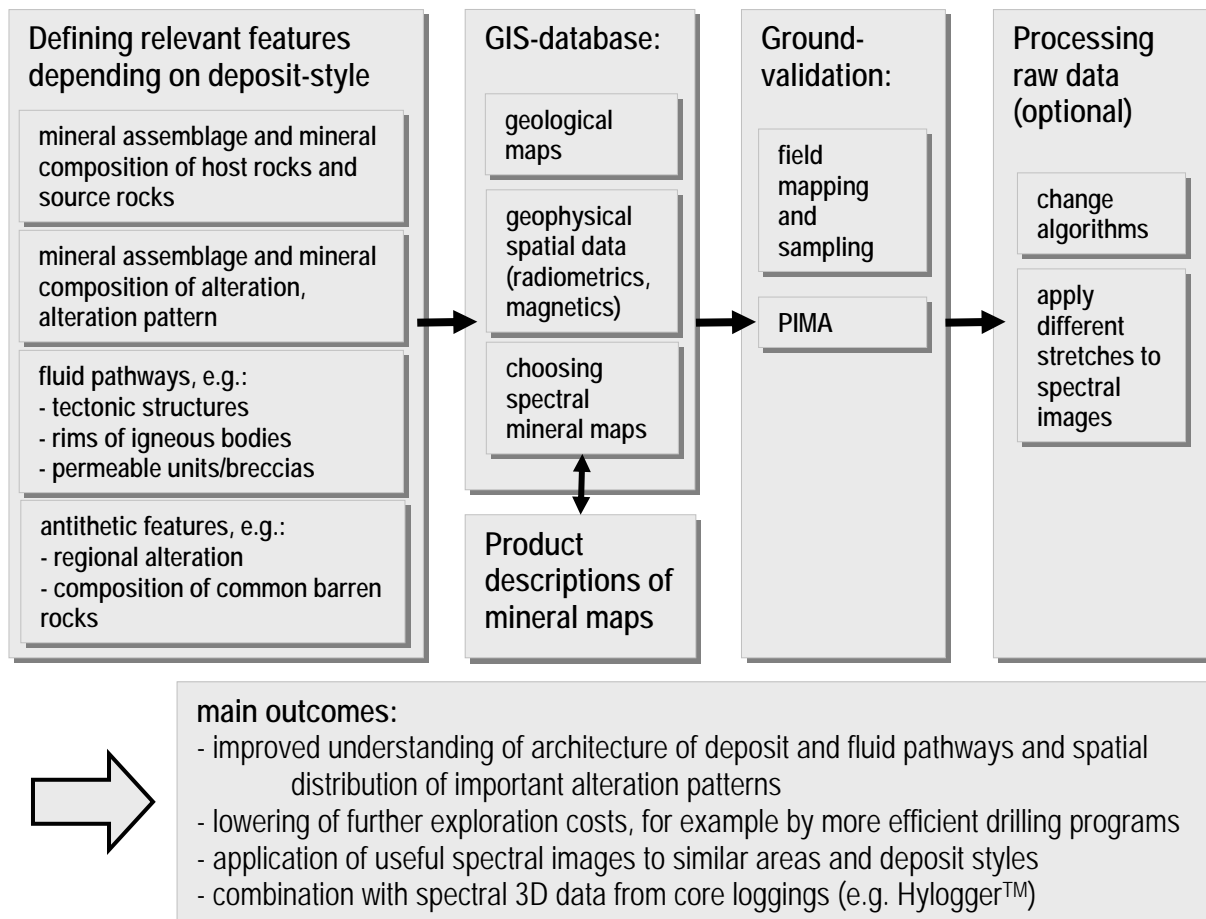 Defining relevant features
depending on deposit-style
mineral assemblage and mineral
composition of host rocks and
source rocks
mineral assemblage and mineral
composition of alteration,
alteration pattern
fluid pathways, e.g.:
- tectonic structures
- rims of igneous bodies
- permeable units/breccias
antithetic features, e.g.:
- regional alteration
- composition of common barren
rocks
GIS-database:
geological
maps
geophysical
spatial data
(radiometrics,
magnetics)
choosing
spectral
mineral maps
Product
descriptions of
mineral maps
Ground-
validation:
field
mapping
and
sampling
PIMA
Processing
raw data
(optional)
change
algorithms
apply
different
stretches to
spectral
images
main outcomes:
- improved understanding of architecture of deposit and fluid pathways and spatial
distribution of important alteration patterns
- lowering of further exploration costs, for example by more efficient drilling programs
- application of useful spectral images to similar areas and deposit styles
- combination with spectral 3D data from core loggings (e.g. Hylogger™)